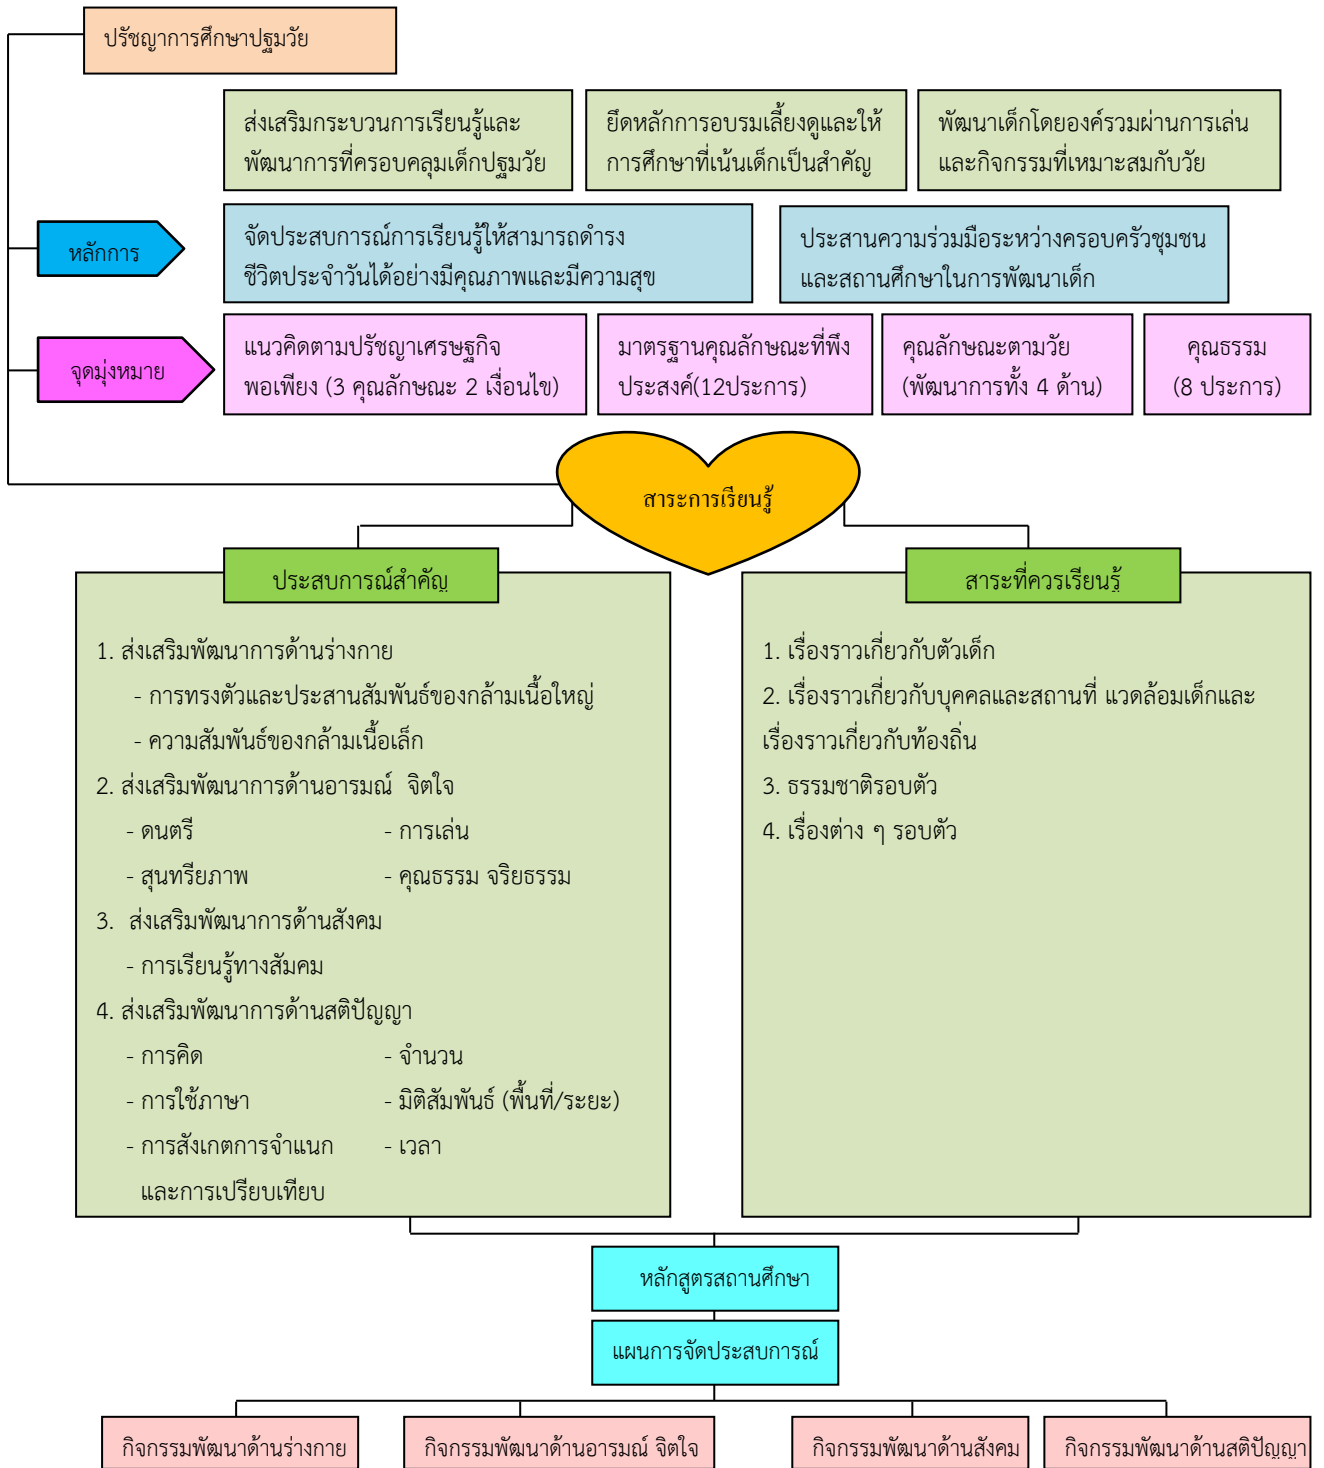 ปรัชญาการศึกษาปฐมวัย
ส่งเสริมกระบวนการเรียนรู้และ
พัฒนาการที่ครอบคลุมเด็กปฐมวัย
ยึดหลักการอบรมเลี้ยงดูและให้
การศึกษาที่เน้นเด็กเป็นสำคัญ
พัฒนาเด็กโดยองค์รวมผ่านการเล่น
และกิจกรรมที่เหมาะสมกับวัย
หลักการ
จัดประสบการณ์การเรียนรู้ให้สามารถดำรง
ชีวิตประจำวันได้อย่างมีคุณภาพและมีความสุข
ประสานความร่วมมือระหว่างครอบครัวชุมชน
และสถานศึกษาในการพัฒนาเด็ก
จุดมุ่งหมาย
แนวคิดตามปรัชญาเศรษฐกิจ
พอเพียง (3 คุณลักษณะ 2 เงื่อนไข)
มาตรฐานคุณลักษณะที่พึง
ประสงค์(12ประการ)
คุณลักษณะตามวัย
(พัฒนาการทั้ง 4 ด้าน)
คุณธรรม
(8 ประการ)
สาระการเรียนรู้
ประสบการณ์สำคัญ
1. ส่งเสริมพัฒนาการด้านร่างกาย
- การทรงตัวและประสานสัมพันธ์ของกล้ามเนื้อใหญ่
- ความสัมพันธ์ของกล้ามเนื้อเล็ก
2. ส่งเสริมพัฒนาการด้านอารมณ์ จิตใจ
- ดนตรี - การเล่น
- สุนทรียภาพ - คุณธรรม จริยธรรม
3. ส่งเสริมพัฒนาการด้านสังคม
- การเรียนรู้ทางสัมคม
4. ส่งเสริมพัฒนาการด้านสติปัญญา
- การคิด - จำนวน
- การใช้ภาษา - มิติสัมพันธ์ (พื้นที่/ระยะ)
- การสังเกตการจำแนก - เวลา
และการเปรียบเทียบ
สาระที่ควรเรียนรู้
1. เรื่องราวเกี่ยวกับตัวเด็ก
2. เรื่องราวเกี่ยวกับบุคคลและสถานที่ แวดล้อมเด็กและ
เรื่องราวเกี่ยวกับท้องถิ่น
3. ธรรมชาติรอบตัว
4. เรื่องต่าง ๆ รอบตัว
หลักสูตรสถานศึกษา
แผนการจัดประสบการณ์
กิจกรรมพัฒนาด้านร่างกาย
กิจกรรมพัฒนาด้านอารมณ์ จิตใจ
กิจกรรมพัฒนาด้านสังคม
กิจกรรมพัฒนาด้านสติปัญญา